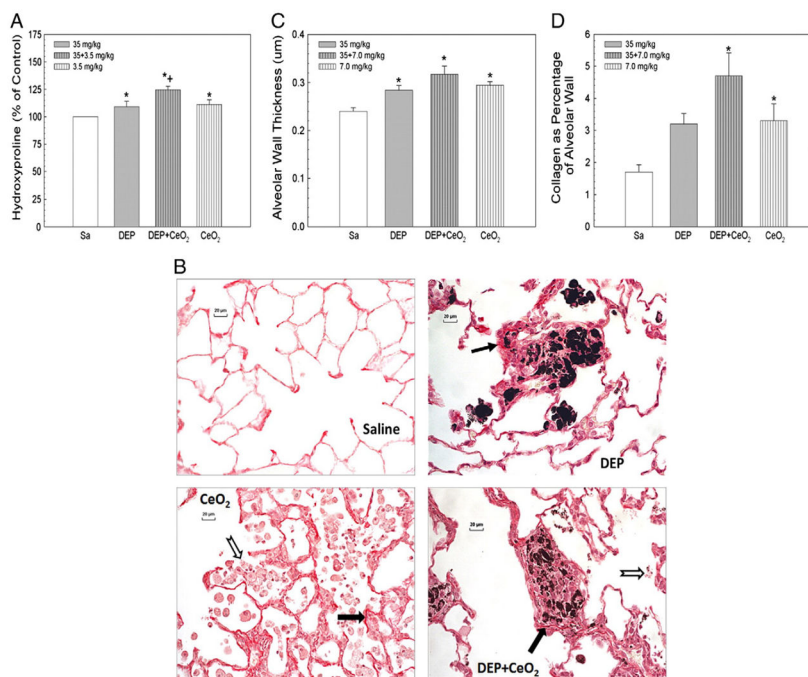 A
Hydroxyproline (% of Control)
175
150
125
100
75
50
25
0
35 mg/kg
35+3.5 mg/kg
3.5 mg/kg
*
*+
*
Sa
DEP
DEP+CeO₂
CeO₂
C
Alveolar Wall Thickness (um)
0.4
0.3
0.2
0.1
0.0
35 mg/kg
35+7.0 mg/kg
7.0 mg/kg
*
*
*
Sa
DEP
DEP+CeO₂
CeO₂
D
Collagen as Percentage
of Alveolar Wall
6
5
4
3
2
1
0
35 mg/kg
35+7.0 mg/kg
7.0 mg/kg
*
*
Sa
DEP
DEP+CeO₂
CeO₂
B
20 µm
Saline
20 µm
DEP
CeO₂
20 µm
20 µm
DEP+CeO₂